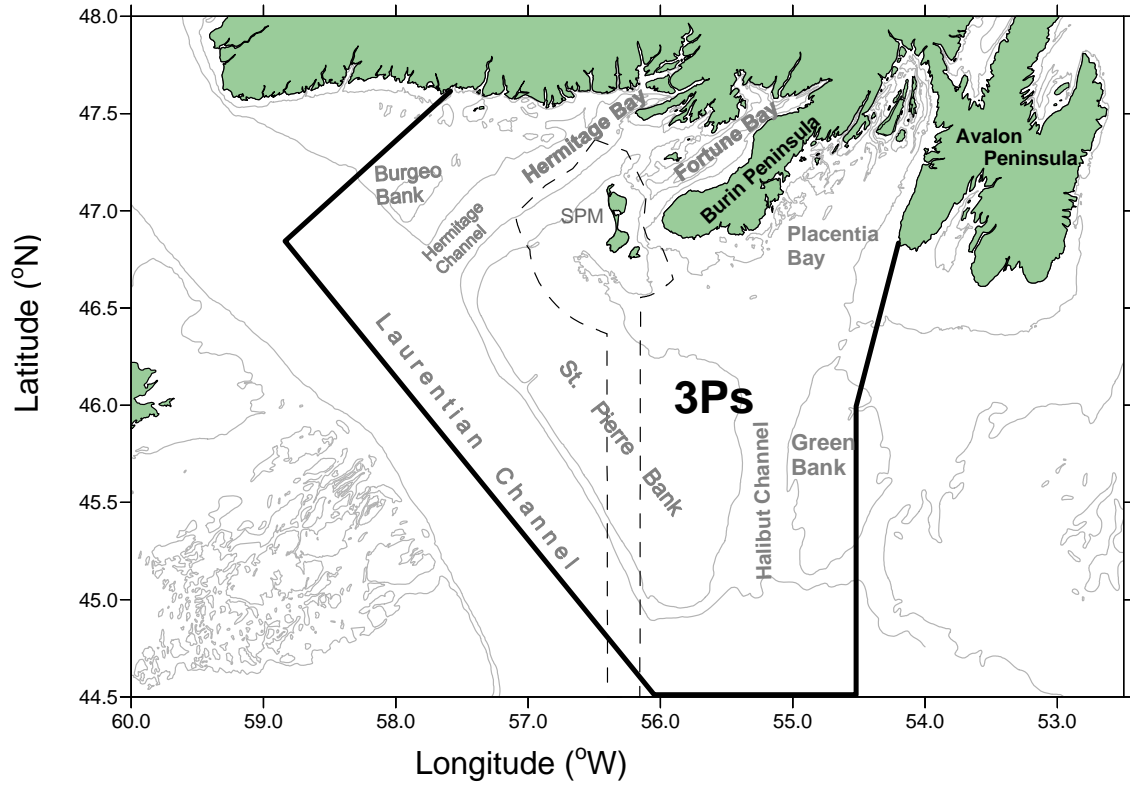 48.0
47.5
47.0
46.5
46.0
45.5
45.0
44.5
Latitude (°N)
60.0 59.0 58.0 57.0 56.0 55.0 54.0 53.0
Longitude (°W)
Hermitage Bay
Fortune Bay
Burin Peninsula
Avalon
Peninsula
Burgeo
Bank
Hermitage
Channel
SPM
Placentia
Bay
Laurentian Channel
St. Pierre Bank
3Ps
Halibut Channel
Green
Bank